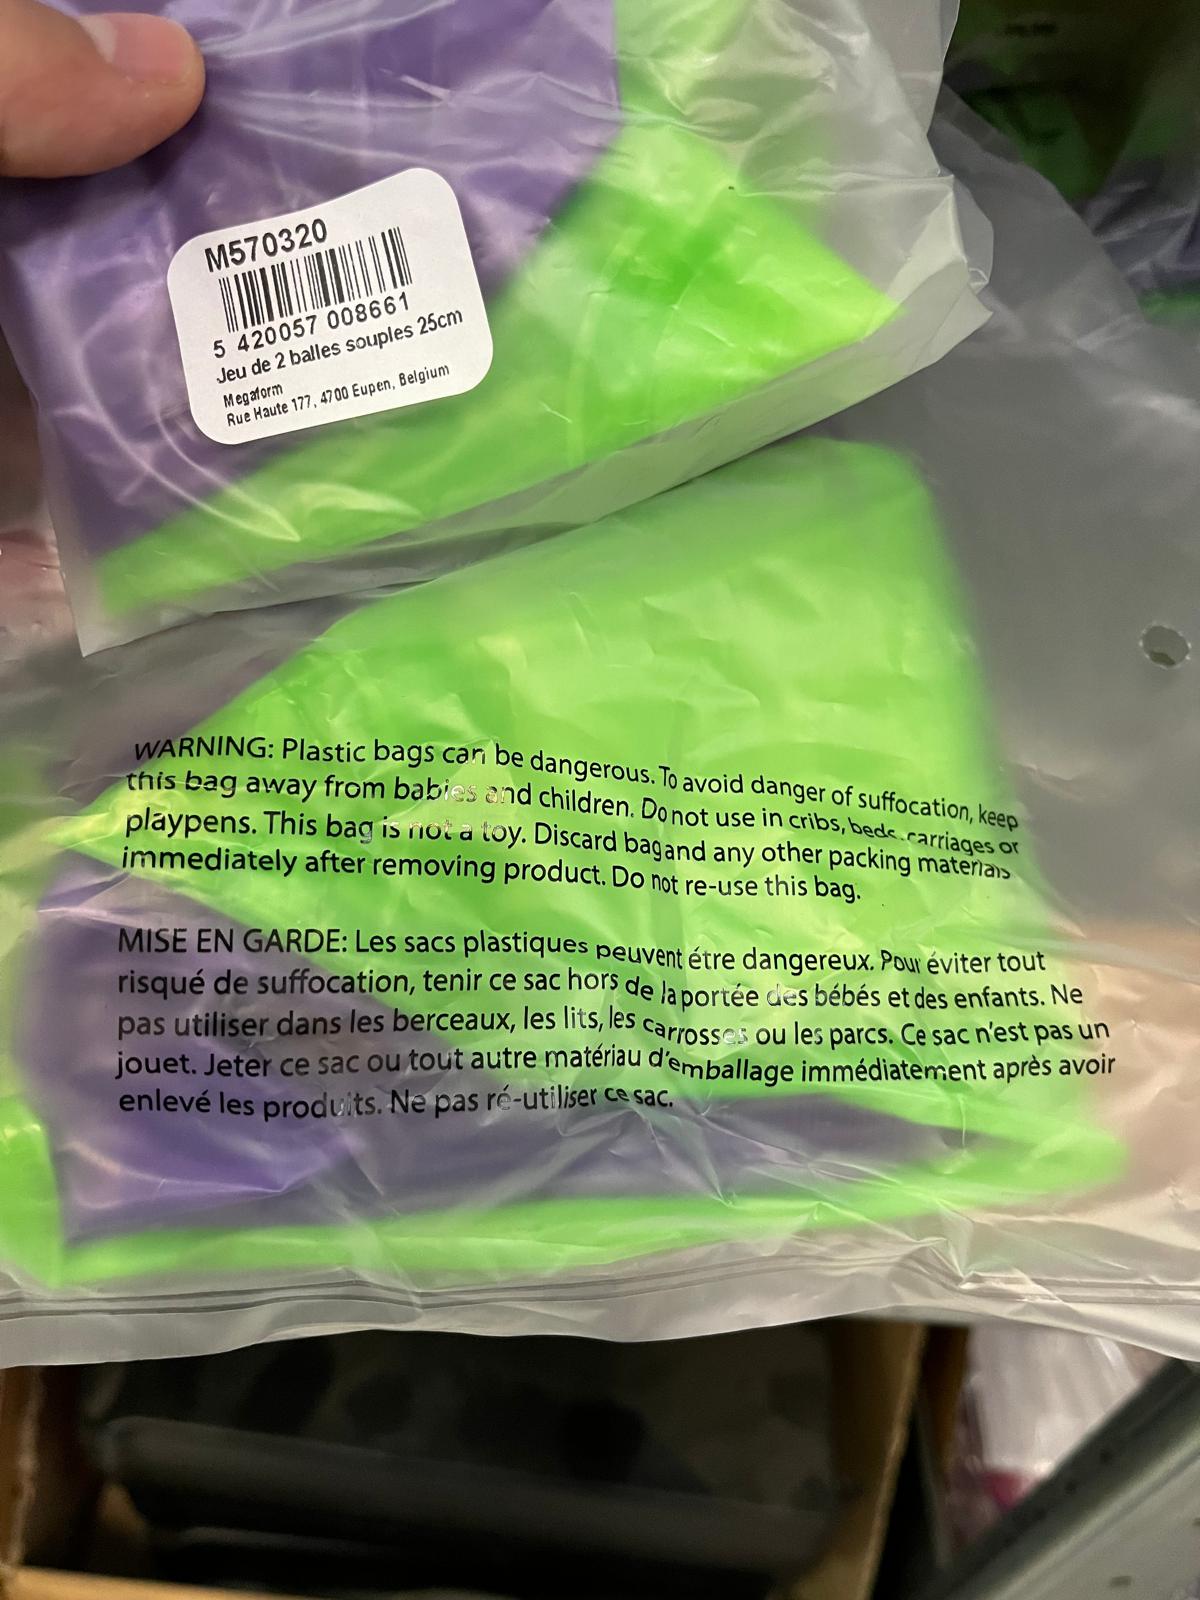 M570320
5 420057 008661
Jeu de 2 balles souples 25cm
Megaform
Rue Haute 177, 4700 Eupen, Belgium
WARNING: Plastic bags can be dangerous. To avoid danger of suffocation, keep
this bag away from babies and children. Do not use in cribs, beds, carriages or
playpens. This bag is not a toy. Discard bag and any other packing materials
immediately after removing product. Do not re-use this bag.
MISE EN GARDE: Les sacs plastiques peuvent étre dangereux. Pour éviter tout
risqué de suffocation, tenir ce sac hors de la portée des bébés et des enfants. Ne
pas utiliser dans les berceaux, les lits, les carrosses ou les parcs. Ce sac n'est pas un
jouet. Jeter ce sac ou tout autre matériau d'emballage immédiatement après avoir
enlevé les produits. Ne pas ré-utiliser ce sac.